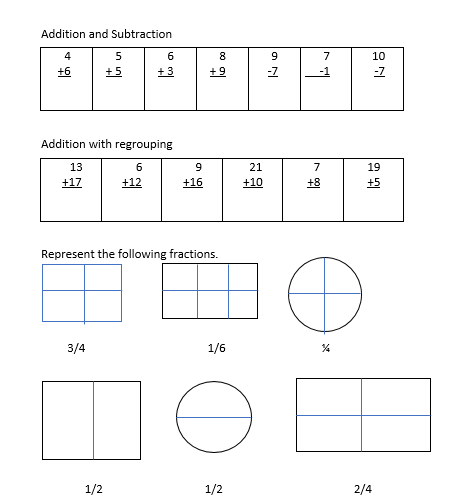 Addition and Subtraction
4 5 6 8 9 7 10
+6 + 5 + 3 + 9 -7 -1 -7
Addition with regrouping
13 6 9 21 7 19
+17 +12 +16 +10 +8 +5
Represent the following fractions.
3/4 1/6 ¼
1/2 1/2 2/4